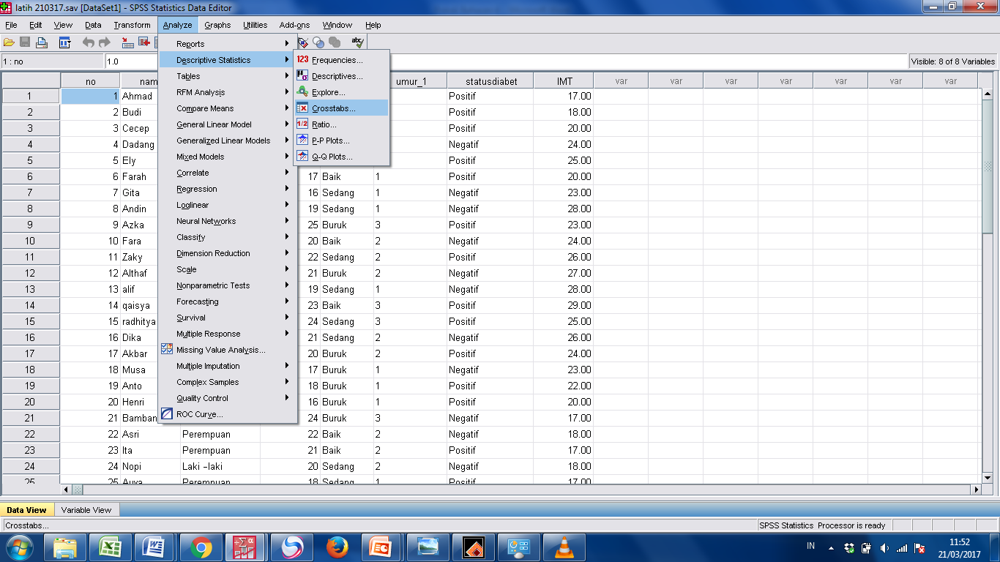 latih 210317.sav [DataSet1] - SPSS Statistics Data Editor
File Edit View Data Transform Analyze Graphs Utilities Add-ons Window Help
1 : no 1.0 Visible: 8 of 8 Variables
Reports
Descriptive Statistics
Tables
RFM Analysis
Compare Means
General Linear Model
Generalized Linear Models
Mixed Models
Correlate
Regression
Loglinear
Neural Networks
Classify
Dimension Reduction
Scale
Nonparametric Tests
Forecasting
Survival
Multiple Response
Missing Value Analysis...
Multiple Imputation
Complex Samples
Quality Control
ROC Curve...
123 Frequencies...
Descriptives...
Explore...
Crosstabs...
1/2 Ratio...
P-P Plots...
Q-Q Plots...
no nam umur_1 statusdiabet IMT var var var var var var var
1 1 Ahmad Positif 17.00
2 2 Budi Positif 18.00
3 3 Cecep Positif 20.00
4 4 Dadang Negatif 24.00
5 5 Ely Positif 25.00
6 6 Farah 17 Baik 1 Positif 20.00
7 7 Gita 16 Sedang 1 Negatif 23.00
8 8 Andin 19 Sedang 1 Negatif 28.00
9 9 Azka 25 Buruk 3 Positif 23.00
10 10 Fara 20 Baik 2 Negatif 24.00
11 11 Zaky 22 Sedang 2 Positif 26.00
12 12 Althaf 21 Buruk 2 Negatif 27.00
13 13 alif 19 Sedang 1 Negatif 28.00
14 14 qaisya 23 Baik 3 Positif 29.00
15 15 radhitya 24 Sedang 3 Positif 25.00
16 16 Dika 21 Sedang 2 Negatif 26.00
17 17 Akbar 20 Buruk 2 Positif 24.00
18 18 Musa 17 Buruk 1 Negatif 23.00
19 19 Anto 18 Buruk 1 Positif 22.00
20 20 Henri 16 Buruk 1 Positif 20.00
21 21 Bamban 24 Buruk 3 Negatif 17.00
22 22 Asri Perempuan 22 Baik 2 Negatif 18.00
23 23 Ita Perempuan 21 Baik 2 Positif 17.00
24 24 Nopi Laki -laki 20 Sedang 2 Negatif 18.00
25 25 Auya Perempuan 18 Sedang 1 Positif 17.00
Data View Variable View
Crosstabs... SPSS Statistics Processor is ready
IN 11:52
21/03/2017